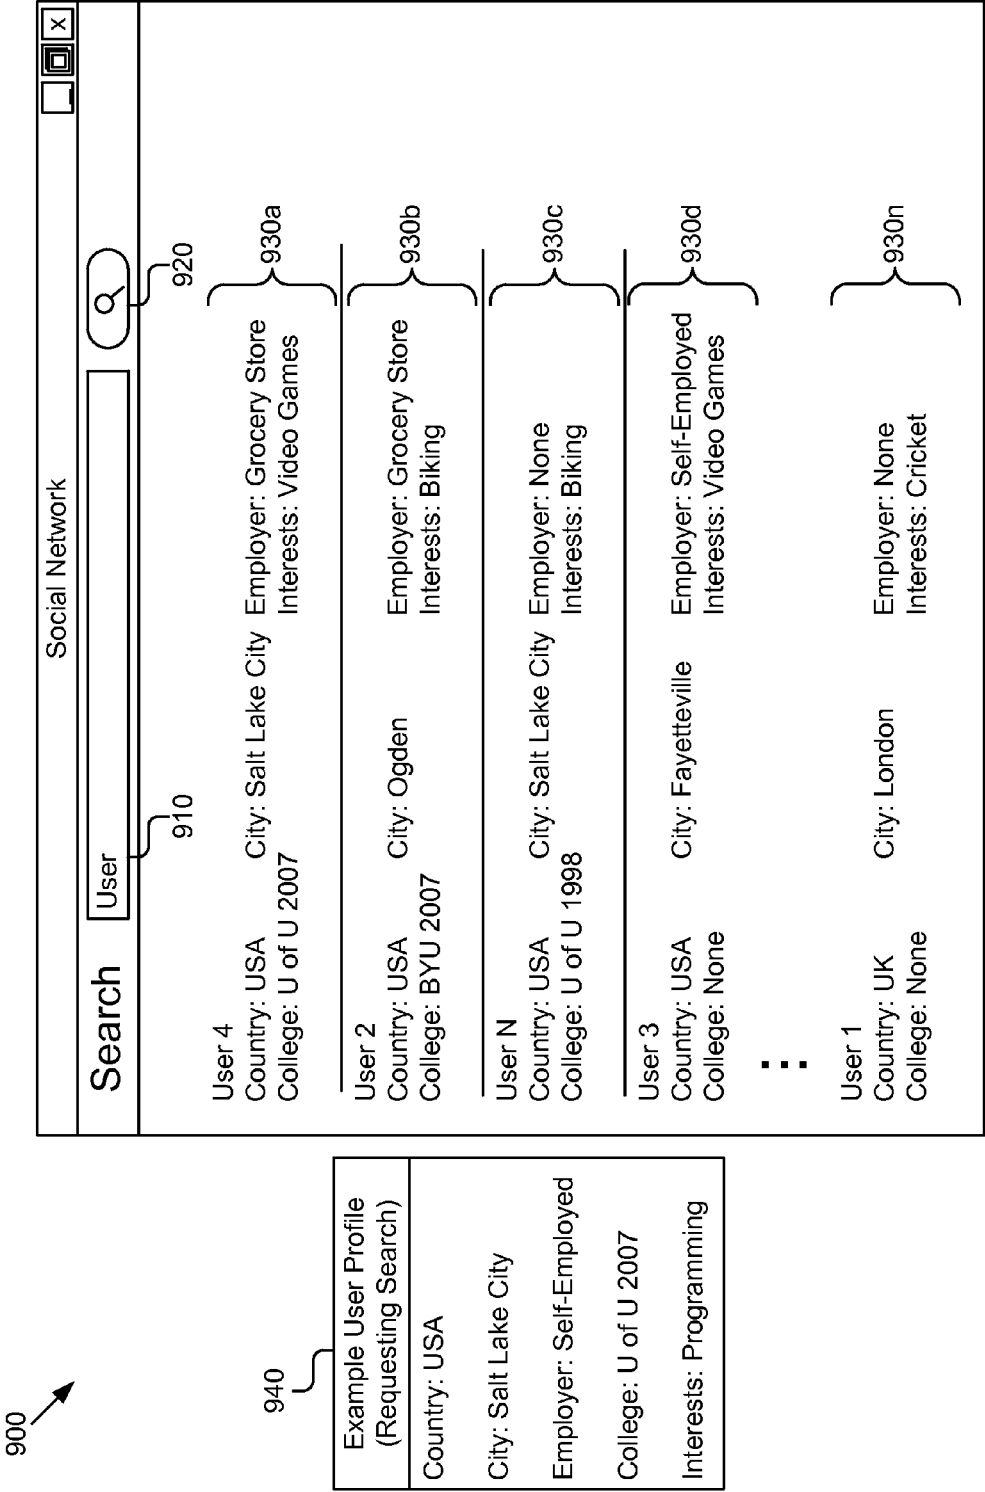 900
940
Example User Profile
(Requesting Search)
Country: USA
City: Salt Lake City
Employer: Self-Employed
College: U of U 2007
Interests: Programming
Social Network
X
Search
User
910
920
User 4
Country: USA City: Salt Lake City Employer: Grocery Store
College: U of U 2007 Interests: Video Games
930a
User 2
Country: USA City: Ogden Employer: Grocery Store
College: BYU 2007 Interests: Biking
930b
User N
Country: USA City: Salt Lake City Employer: None
College: U of U 1998 Interests: Biking
930c
User 3
Country: USA City: Fayetteville Employer: Self-Employed
College: None Interests: Video Games
930d
User 1
Country: UK City: London Employer: None
College: None Interests: Cricket
930n